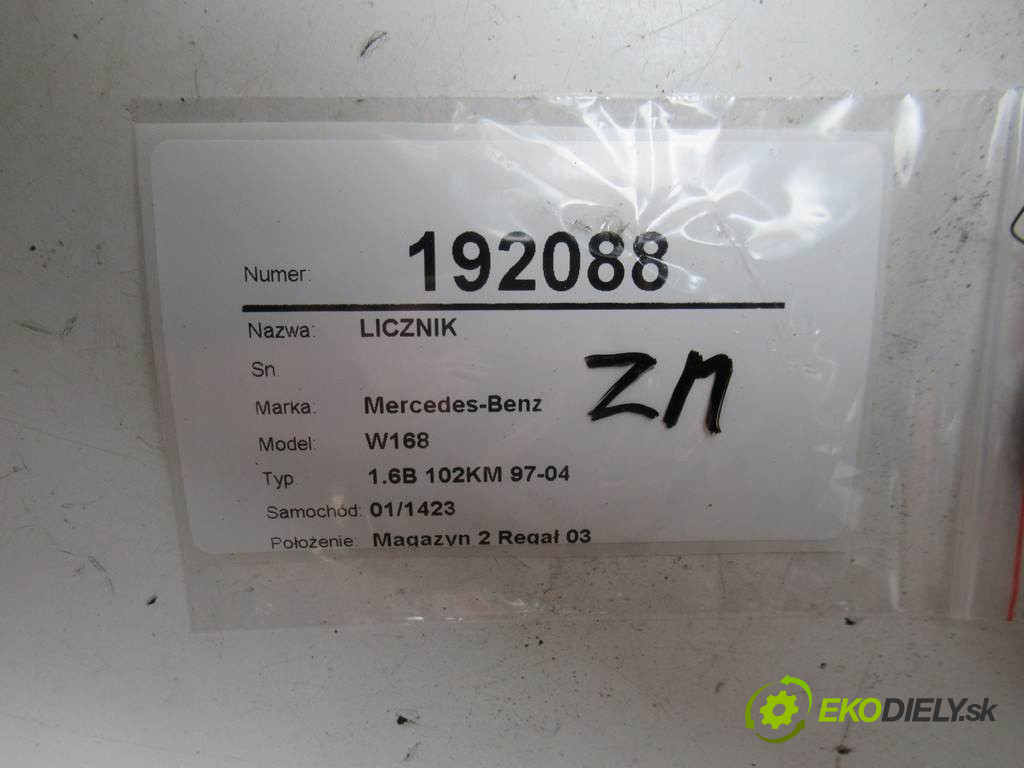 Numer: 192088
Nazwa: LICZNIK
Sn.
ZM
Marka: Mercedes-Benz
Model: W168
Typ: 1.6B 102KM 97-04
Samochód: 01/1423
Położenie: Magazyn 2 Regał 03
EKODIELY.sk